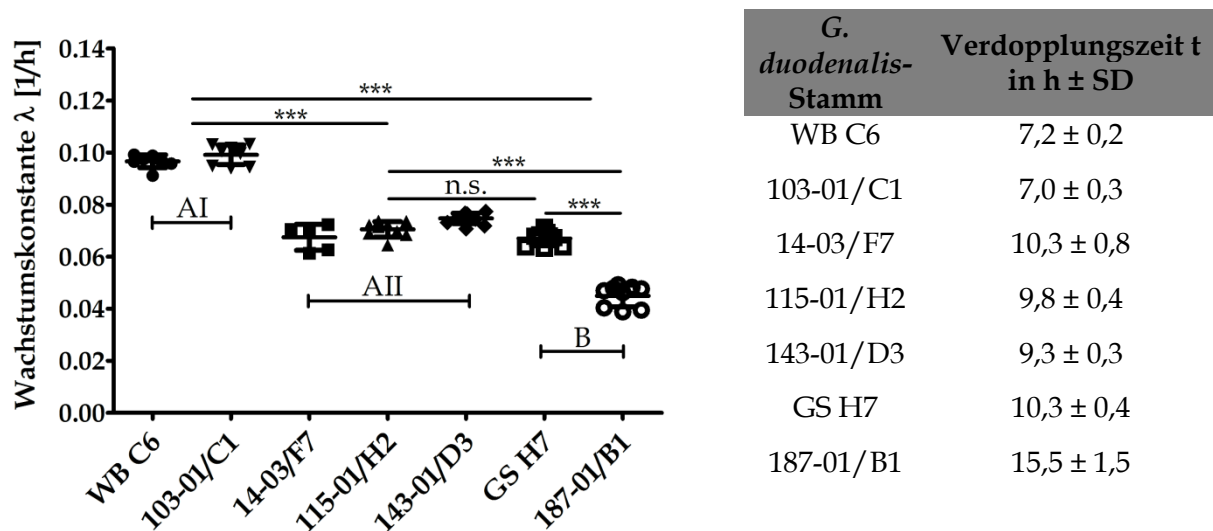 Wachstumskonstante λ [1/h]
0.14
0.12
0.10
0.08
0.06
0.04
0.02
0.00
***
***
***
n.s.
***
AI
AII
B
WB C6
103-01/C1
14-03/F7
115-01/H2
143-01/D3
GS H7
187-01/B1
G.
duodenalis-
Stamm
Verdopplungszeit t
in h ± SD
WB C6 7,2 ± 0,2
103-01/C1 7,0 ± 0,3
14-03/F7 10,3 ± 0,8
115-01/H2 9,8 ± 0,4
143-01/D3 9,3 ± 0,3
GS H7 10,3 ± 0,4
187-01/B1 15,5 ± 1,5